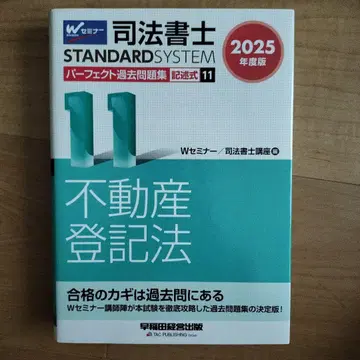 Wセミナー
司法書士
STANDARDSYSTEM
パーフェクト過去問題集 記述式 11
2025
年度版
Wセミナー／司法書士講座 編
11
不動産
登記法
合格のカギは過去問にある
Wセミナー講師陣が本試験を徹底攻略した過去問題集の決定版！
早稲田経営出版
TAC PUBLISHING Group